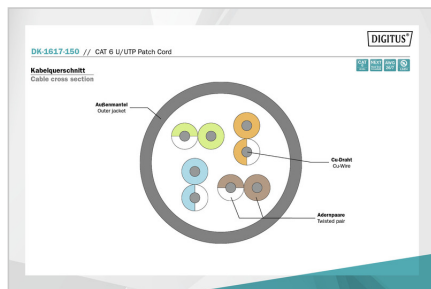 DIGITUS®
DK-1617-150 // CAT 6 U/UTP Patch Cord
Kabelquerschnitt
Cable cross section
Außenmantel
Outer jacket
Cu-Draht
Cu-Wire
Adernpaare
Twisted pair